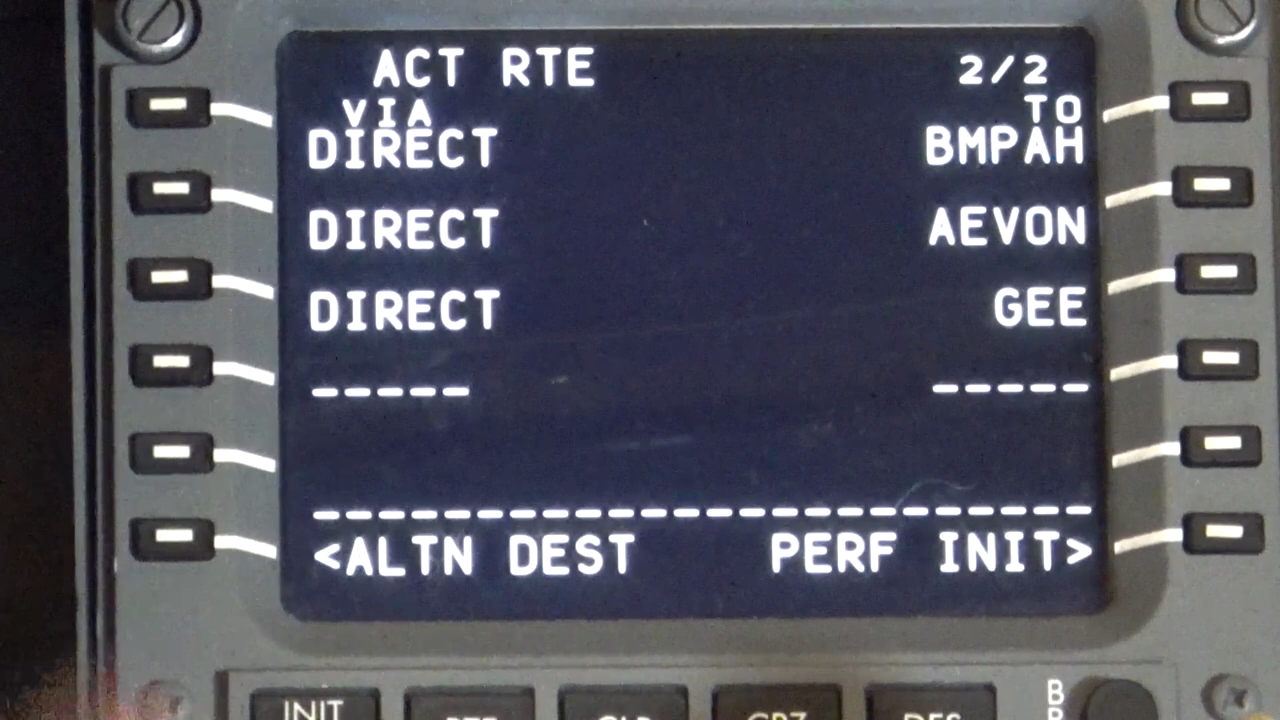 ACT RTE 2/2
VIA TO
DIRECT BMPAH
DIRECT AEVON
DIRECT GEE
----- -----
<ALTN DEST PERF INIT>
INIT